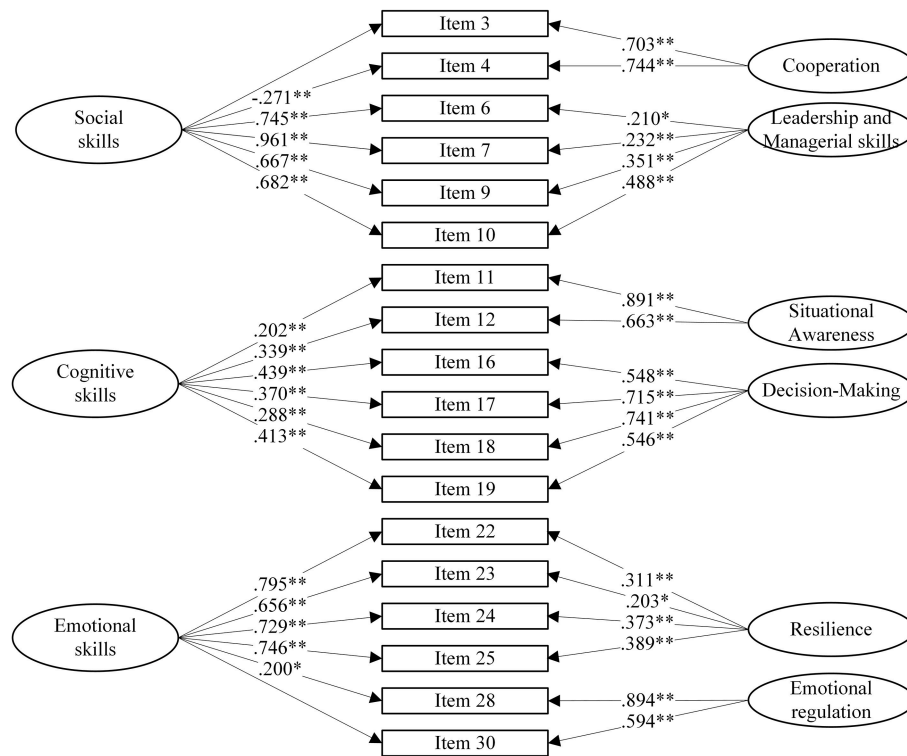 Item 3
Item 4
Item 6
Item 7
Item 9
Item 10
Item 11
Item 12
Item 16
Item 17
Item 18
Item 19
Item 22
Item 23
Item 24
Item 25
Item 28
Item 30
Social
skills
-.271**
.745**
.961**
.667**
.682**
Cognitive
skills
.202**
.339**
.439**
.370**
.288**
.413**
Emotional
skills
.795**
.656**
.729**
.746**
.200*
.703**
.744**
Cooperation
.210*
.232**
.351**
.488**
Leadership and
Managerial skills
.891**
.663**
Situational
Awareness
.548**
.715**
.741**
.546**
Decision-Making
.311**
.203*
.373**
.389**
Resilience
.894**
.594**
Emotional
regulation